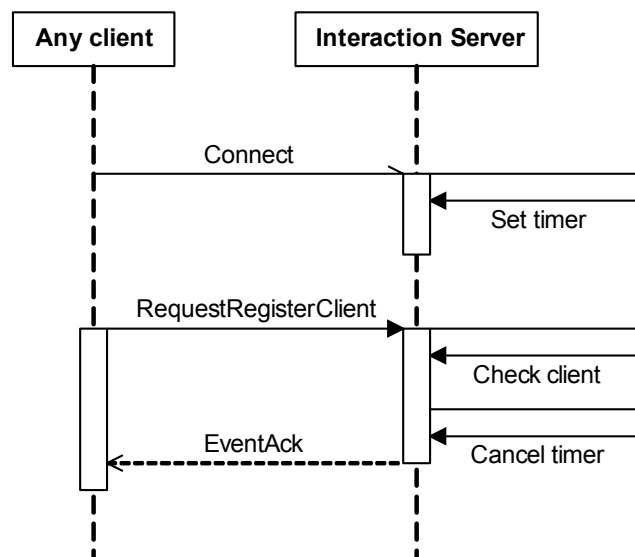 Any client
Interaction Server
Connect
Set timer
RequestRegisterClient
Check client
EventAck
Cancel timer